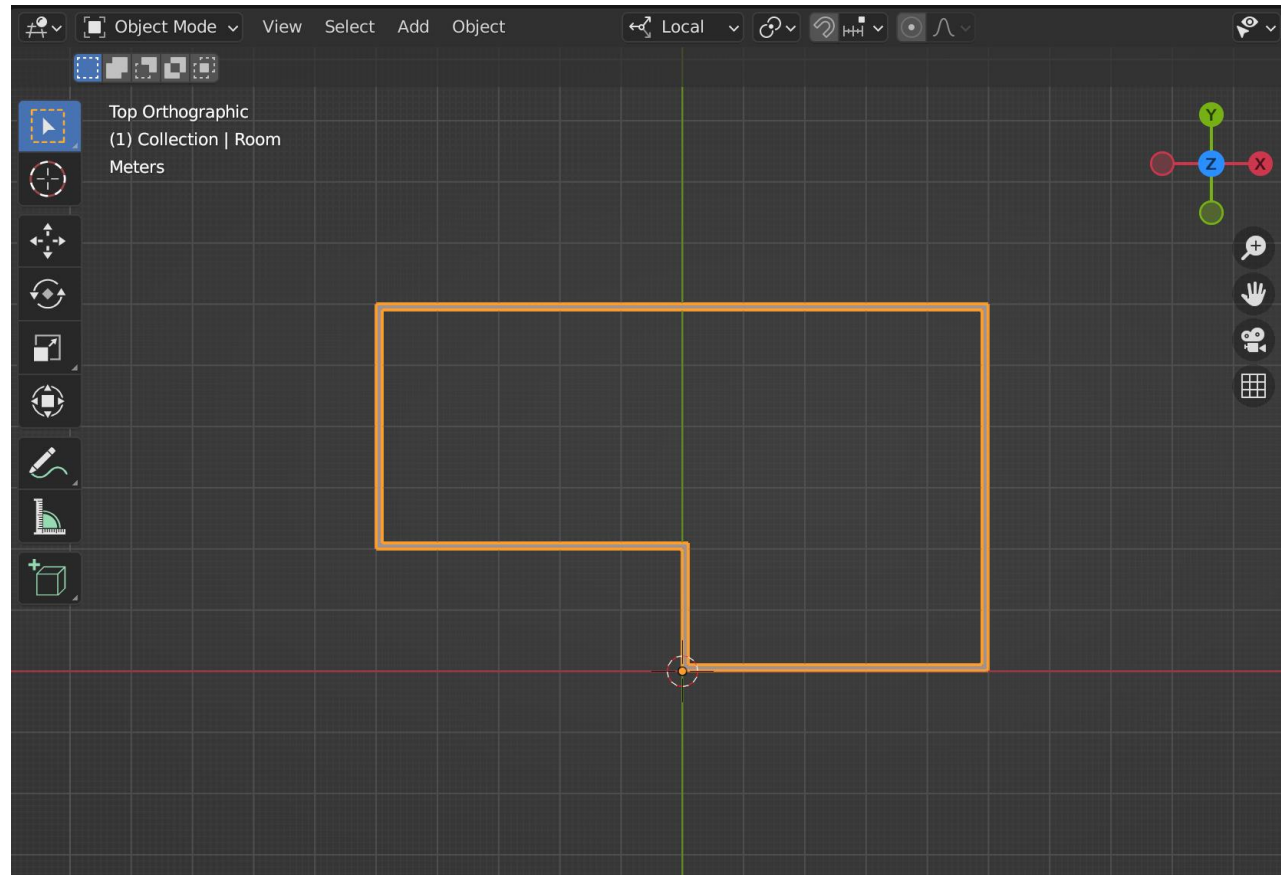 Object Mode View Select Add Object Local
Top Orthographic
(1) Collection | Room
Meters
Y
Z X